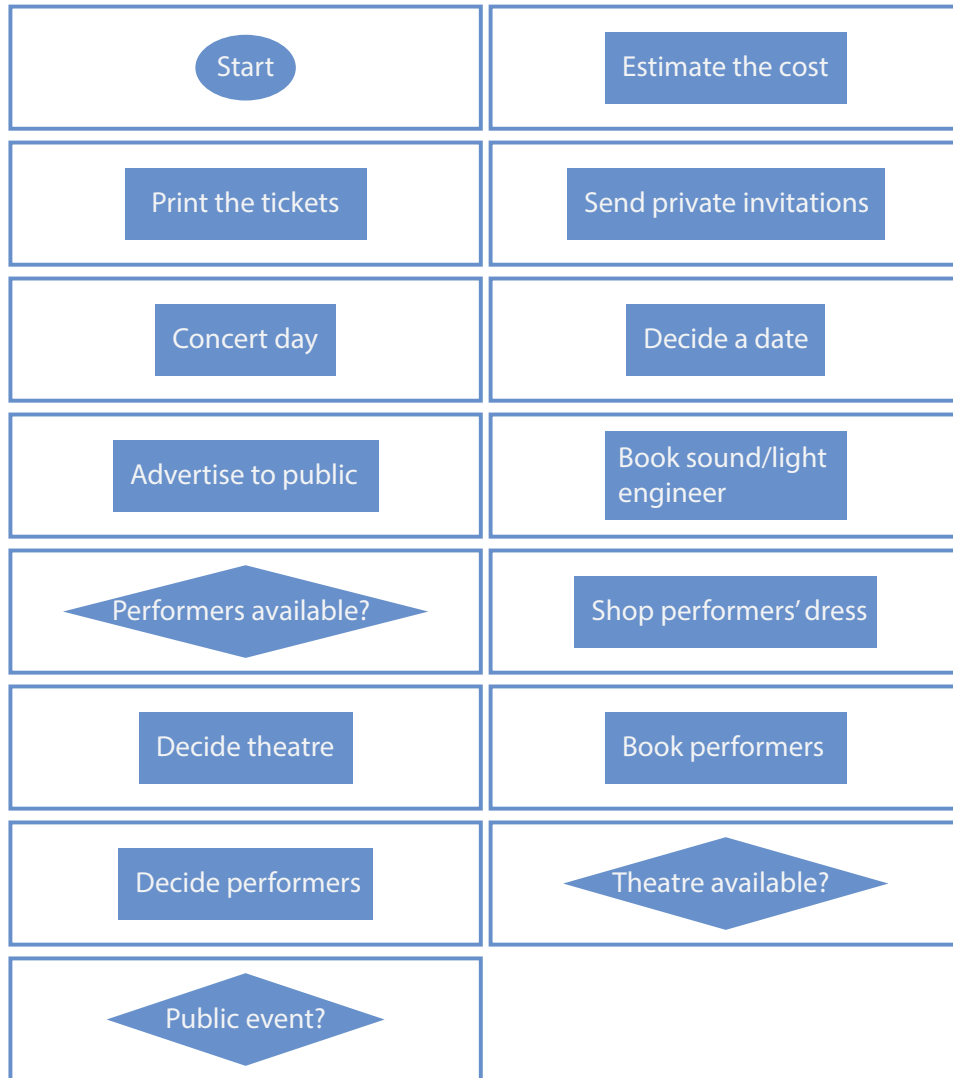 Start
Estimate the cost
Print the tickets
Send private invitations
Concert day
Decide a date
Advertise to public
Book sound/light
engineer
Performers available?
Shop performers’ dress
Decide theatre
Book performers
Decide performers
Theatre available?
Public event?